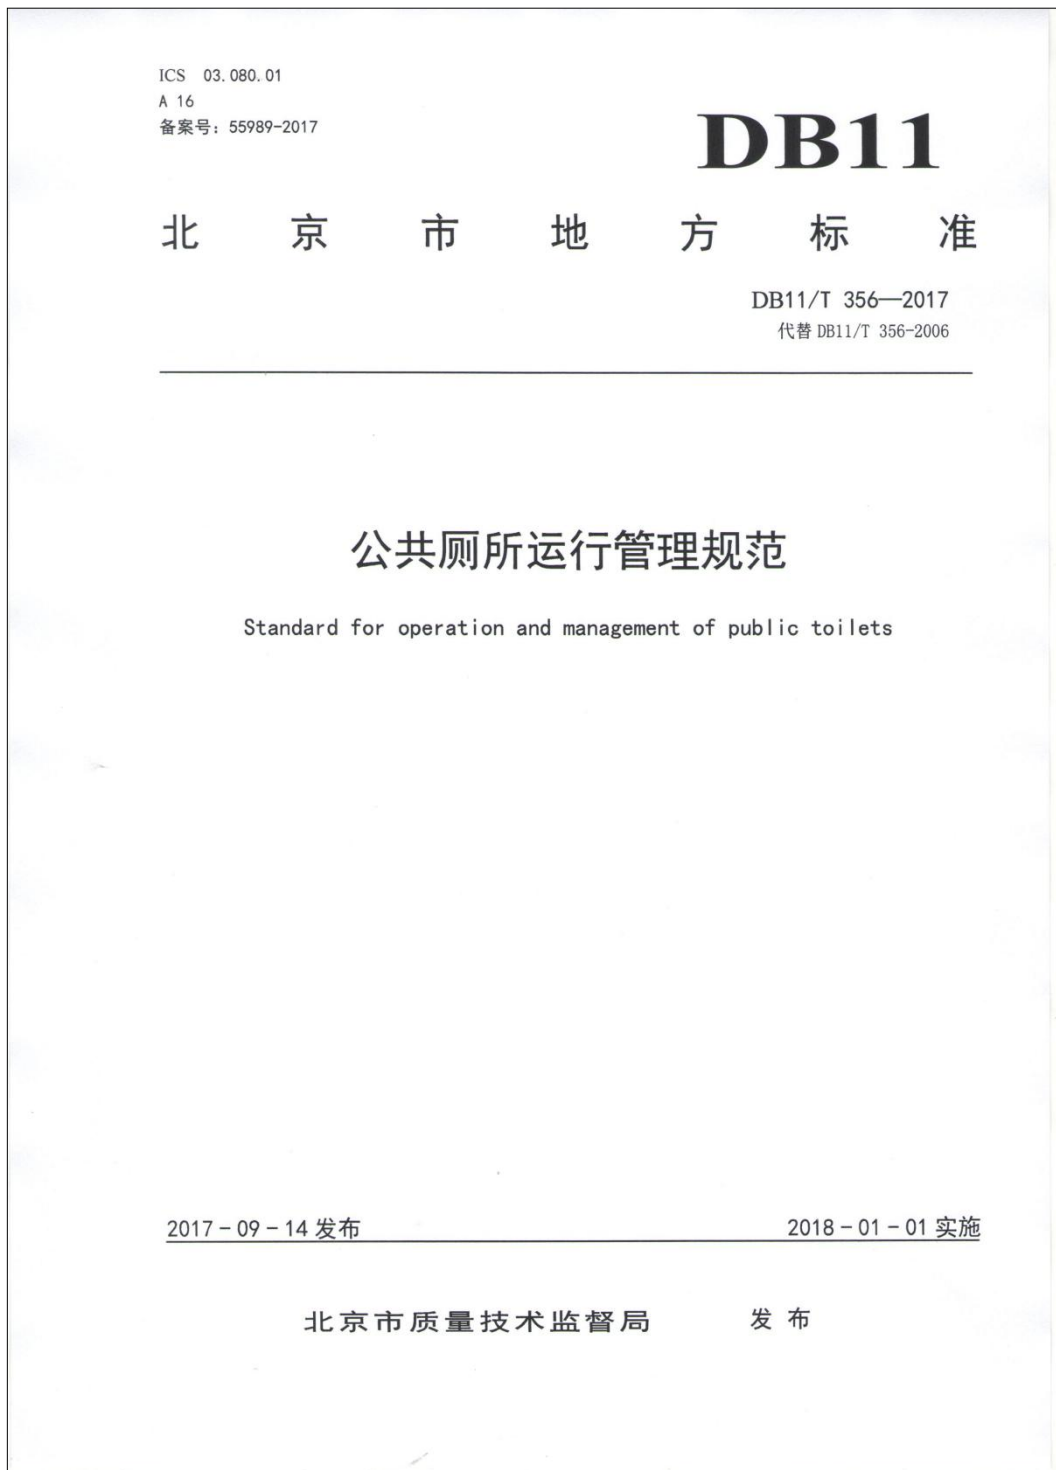 ICS 03.080.01
A 16
备案号：55989-2017
DB11
北京市地方标准
DB11/T 356—2017
代替 DB11/T 356-2006
公共厕所运行管理规范
Standard for operation and management of public toilets
2017－09－14 发布
2018－01－01 实施
北京市质量技术监督局 发布